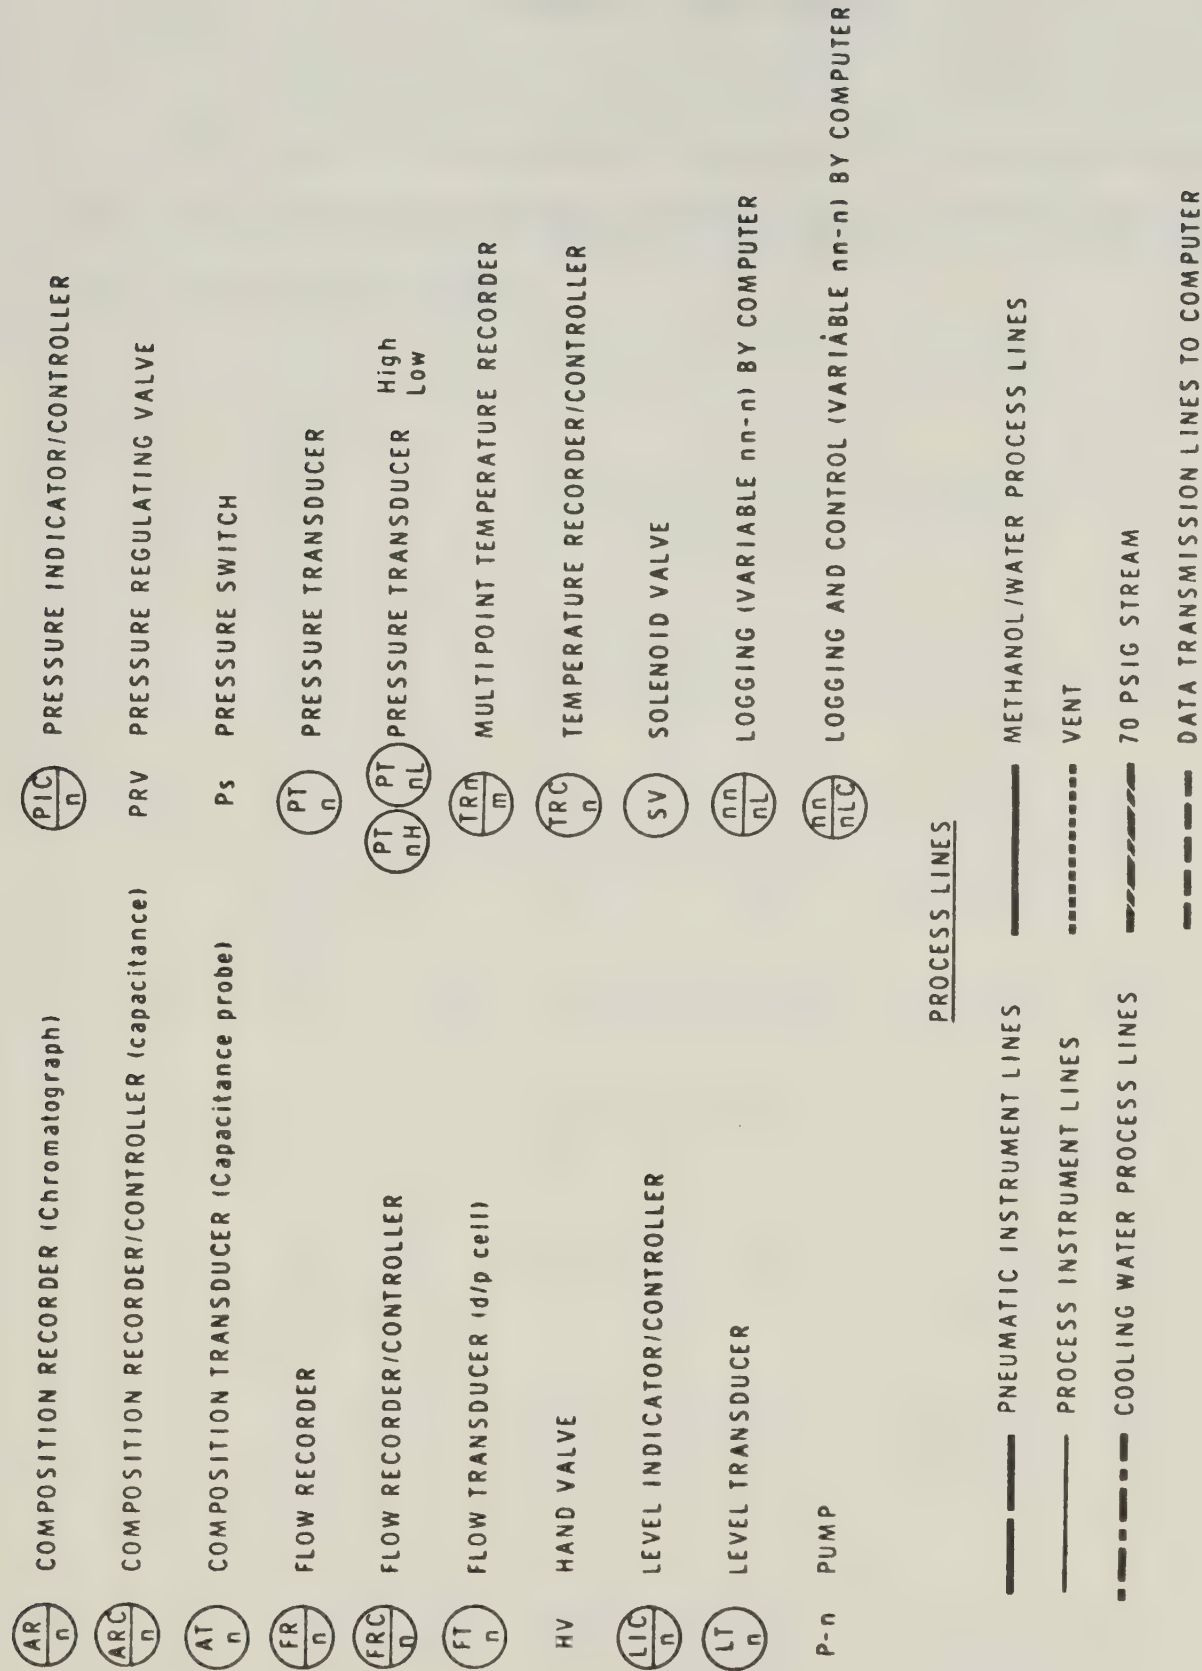 AR n COMPOSITION RECORDER (Chromatograph)
ARC n COMPOSITION RECORDER/CONTROLLER (capacitance)
AT n COMPOSITION TRANSDUCER (Capacitance probe)
FR n FLOW RECORDER
FRC n FLOW RECORDER/CONTROLLER
FT n FLOW TRANSDUCER (d/p cell)
HV HAND VALVE
LIC n LEVEL INDICATOR/CONTROLLER
LT n LEVEL TRANSDUCER
P-n PUMP
PIC n PRESSURE INDICATOR/CONTROLLER
PRV PRESSURE REGULATING VALVE
Ps PRESSURE SWITCH
PT n PRESSURE TRANSDUCER
PT nH PT nL PRESSURE TRANSDUCER High Low
TRn m MULTIPOINT TEMPERATURE RECORDER
TRC n TEMPERATURE RECORDER/CONTROLLER
SV SOLENOID VALVE
nn nL LOGGING (VARIABLE nn-n) BY COMPUTER
nn nLC LOGGING AND CONTROL (VARIABLE nn-n) BY COMPUTER
PROCESS LINES
PNEUMATIC INSTRUMENT LINES
PROCESS INSTRUMENT LINES
COOLING WATER PROCESS LINES
METHANOL/WATER PROCESS LINES
VENT
70 PSIG STREAM
DATA TRANSMISSION LINES TO COMPUTER